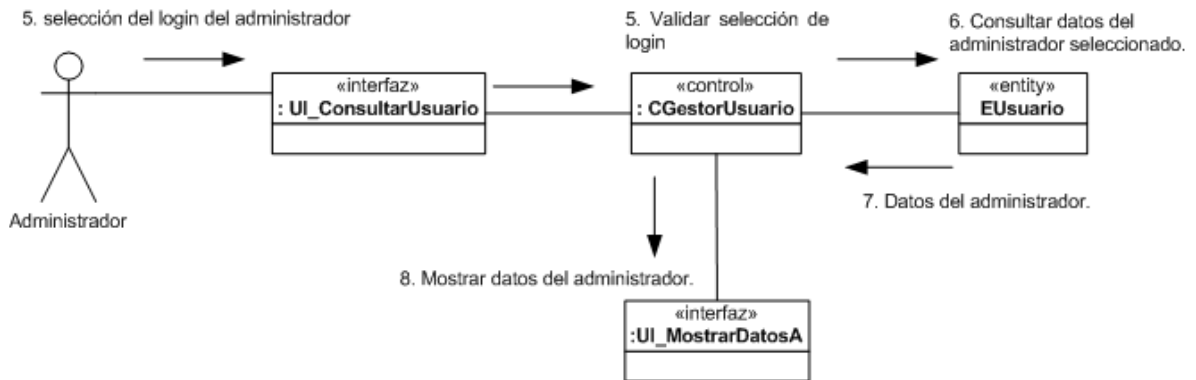 5. selección del login del administrador
5. Validar selección de
login
6. Consultar datos del
administrador seleccionado.
«interfaz»
: UI_ConsultarUsuario
«control»
: CGestorUsuario
«entity»
EUsuario
7. Datos del administrador.
Administrador
8. Mostrar datos del administrador.
«interfaz»
:UI_MostrarDatosA